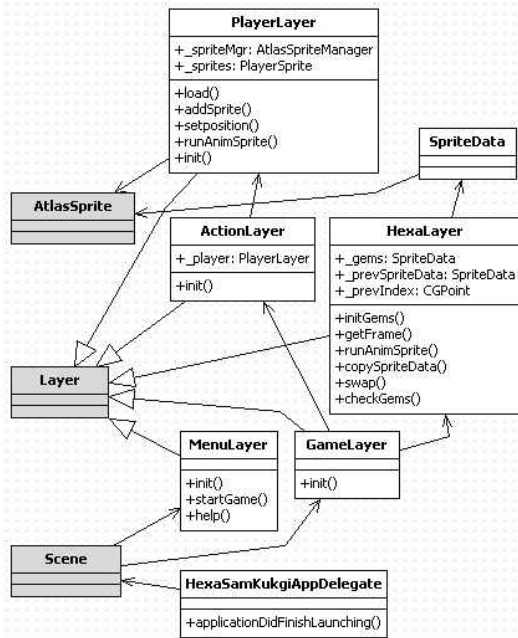 PlayerLayer
+_spriteMgr: AtlasSpriteManager
+_sprites: PlayerSprite
+load()
+addSprite()
+setposition()
+runAnimSprite()
+init()
SpriteData
AtlasSprite
ActionLayer
+_player: PlayerLayer
+init()
HexaLayer
+_gems: SpriteData
+_prevSpriteData: SpriteData
+_prevIndex: CGPoint
+initGems()
+getFrame()
+runAnimSprite()
+copySpriteData()
+swap()
+checkGems()
Layer
MenuLayer
+init()
+startGame()
+help()
GameLayer
+init()
Scene
HexaSamKukgiAppDelegate
+applicationDidFinishLaunching()